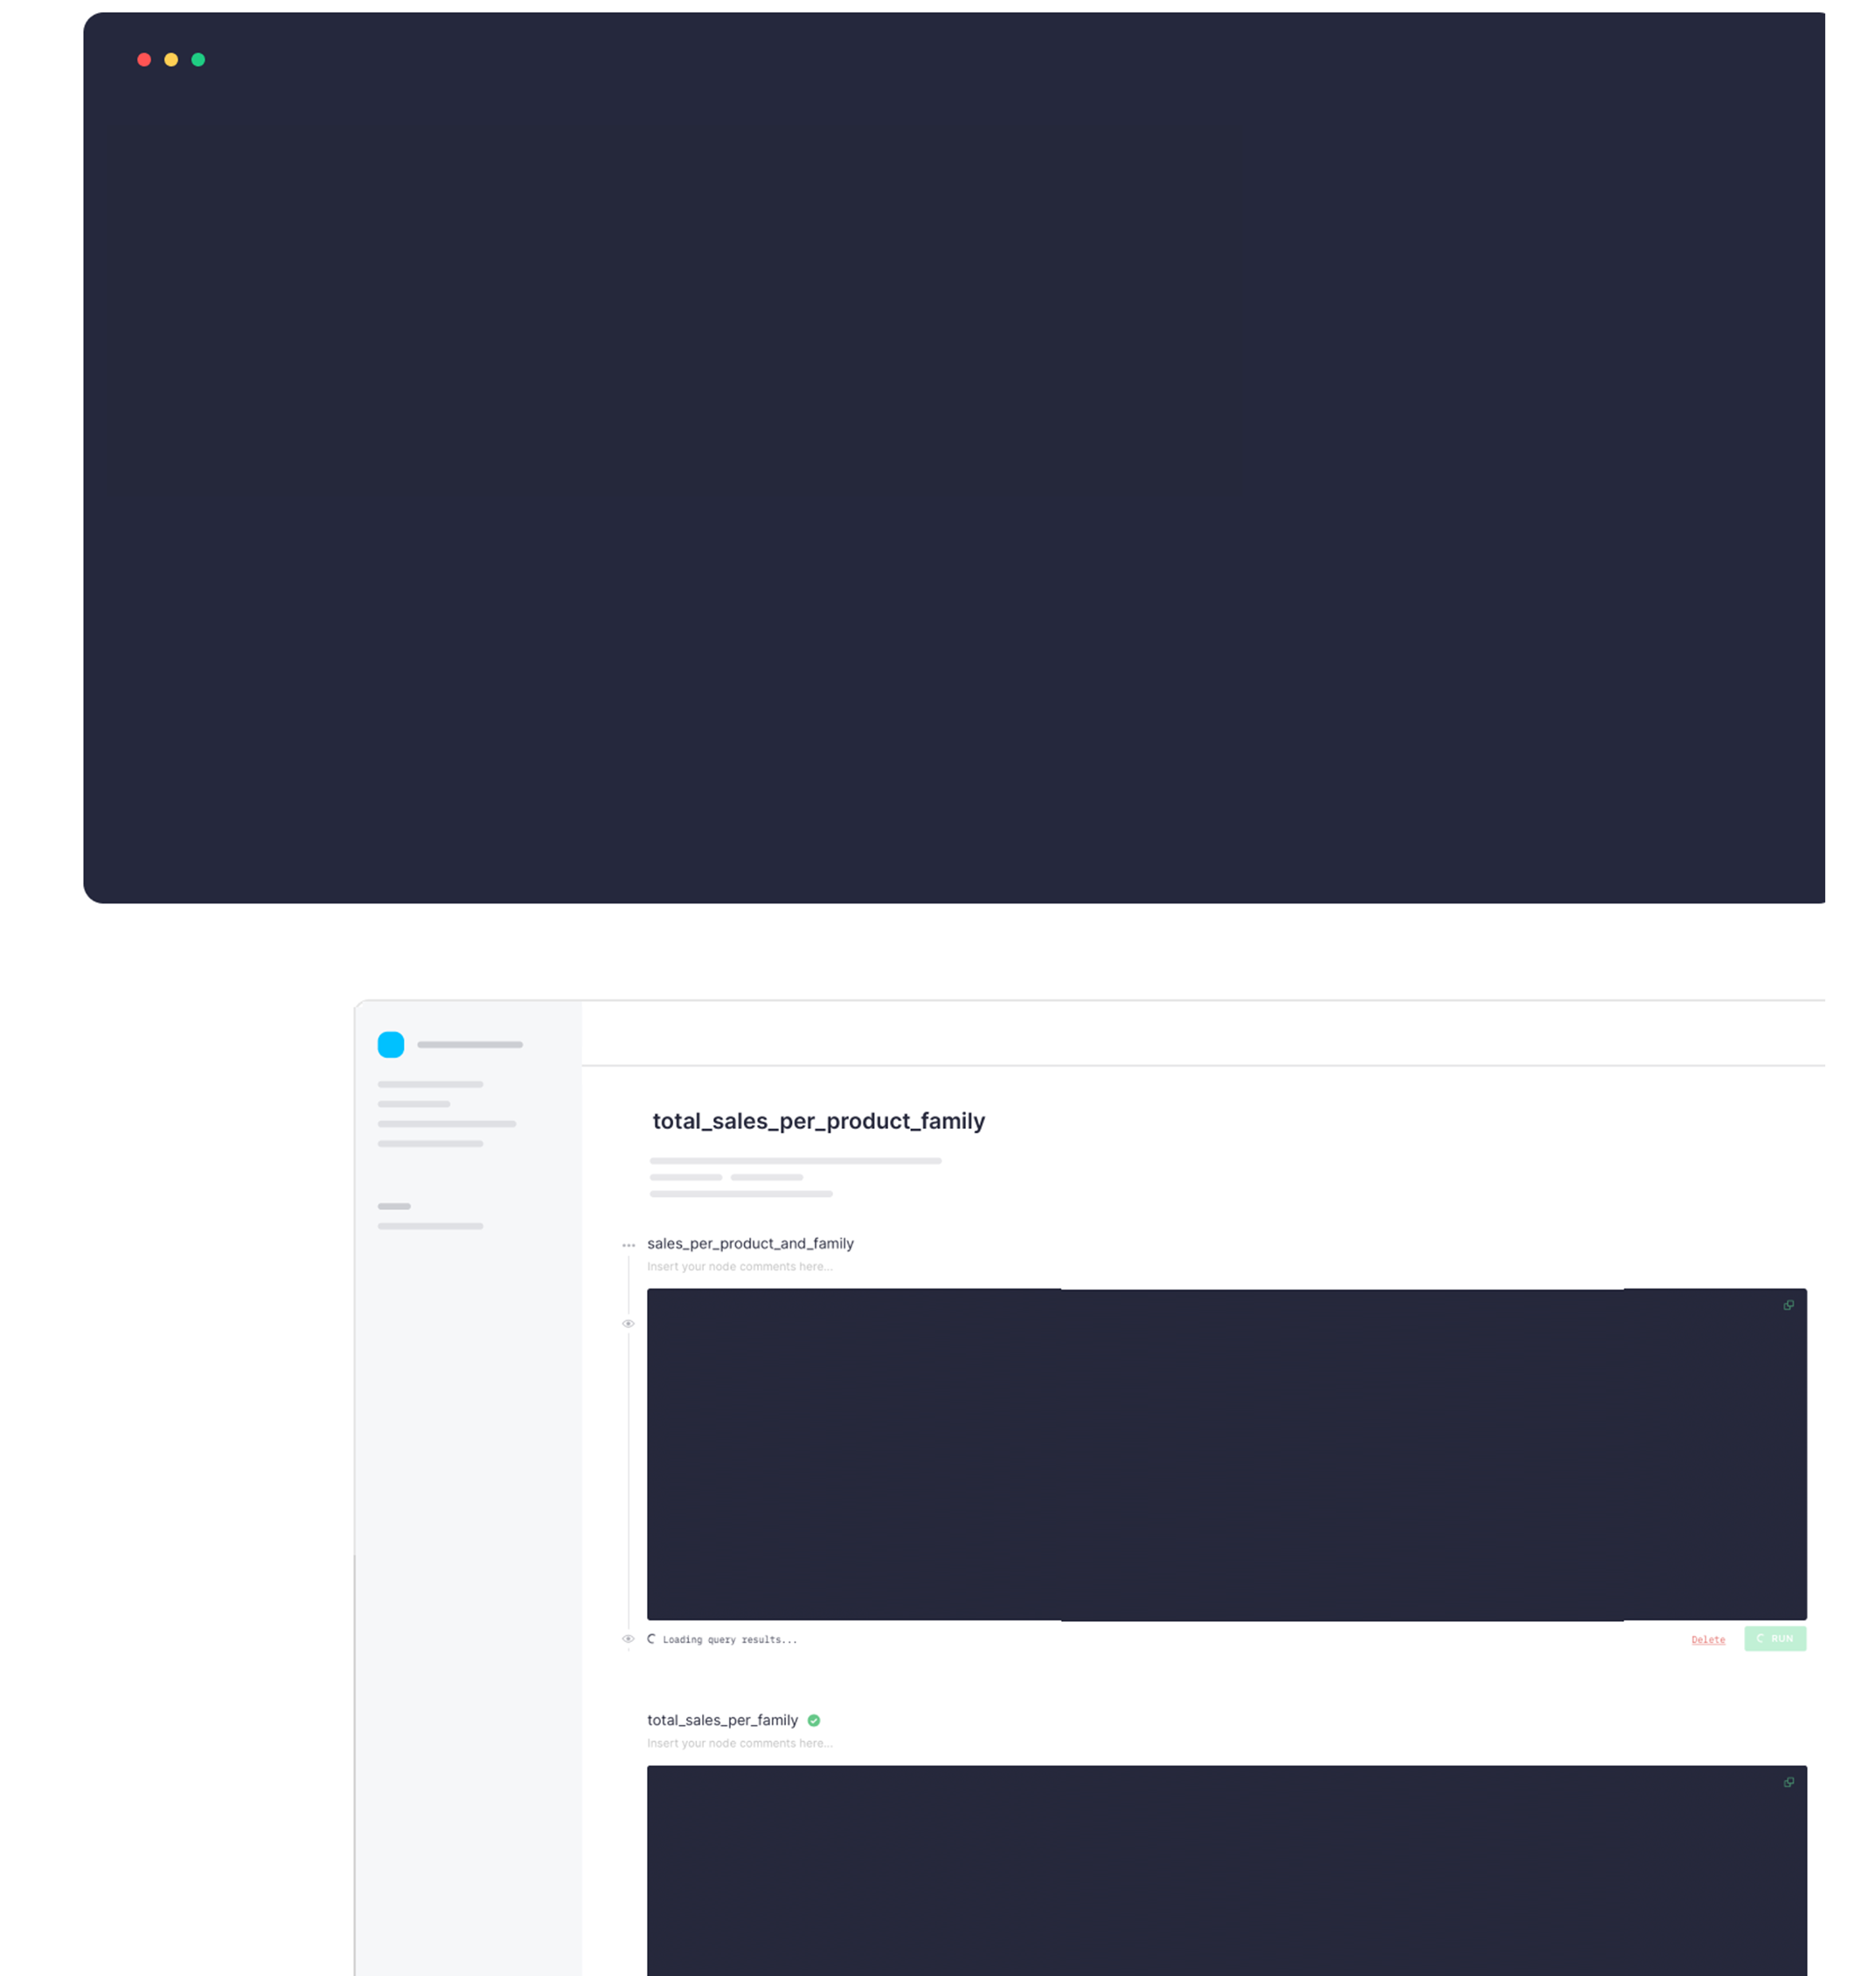 total_sales_per_product_family
sales_per_product_and_family
Insert your node comments here...
Loading query results...
Delete
RUN
total_sales_per_family
Insert your node comments here...